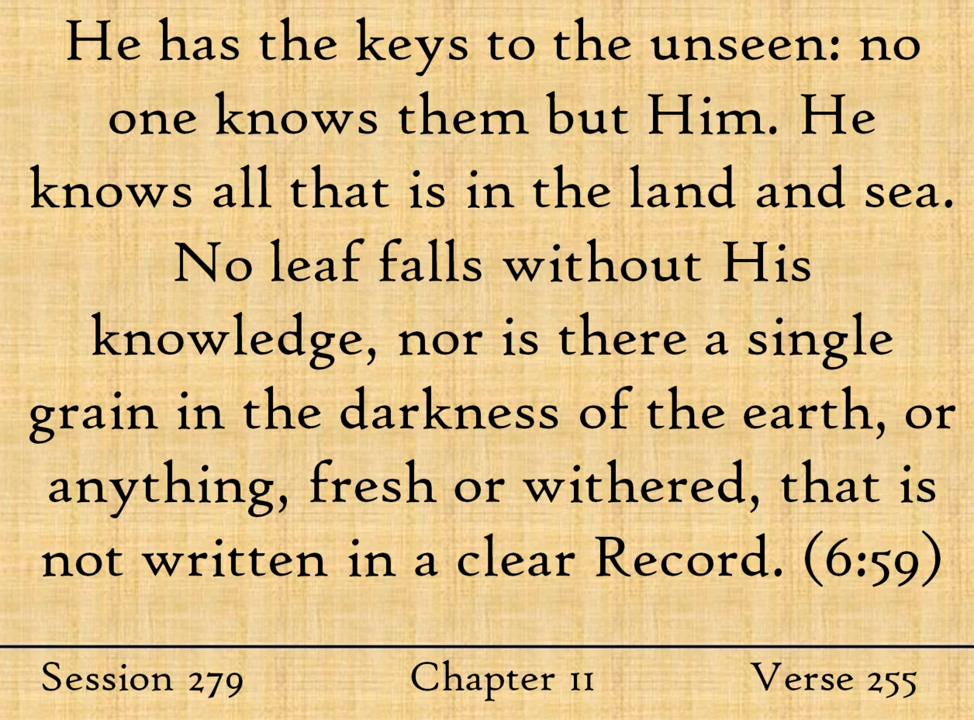 He has the keys to the unseen: no
one knows them but Him. He
knows all that is in the land and sea.
No leaf falls without His
knowledge, nor is there a single
grain in the darkness of the earth, or
anything, fresh or withered, that is
not written in a clear Record. (6:59)
Session 279 Chapter 11 Verse 255